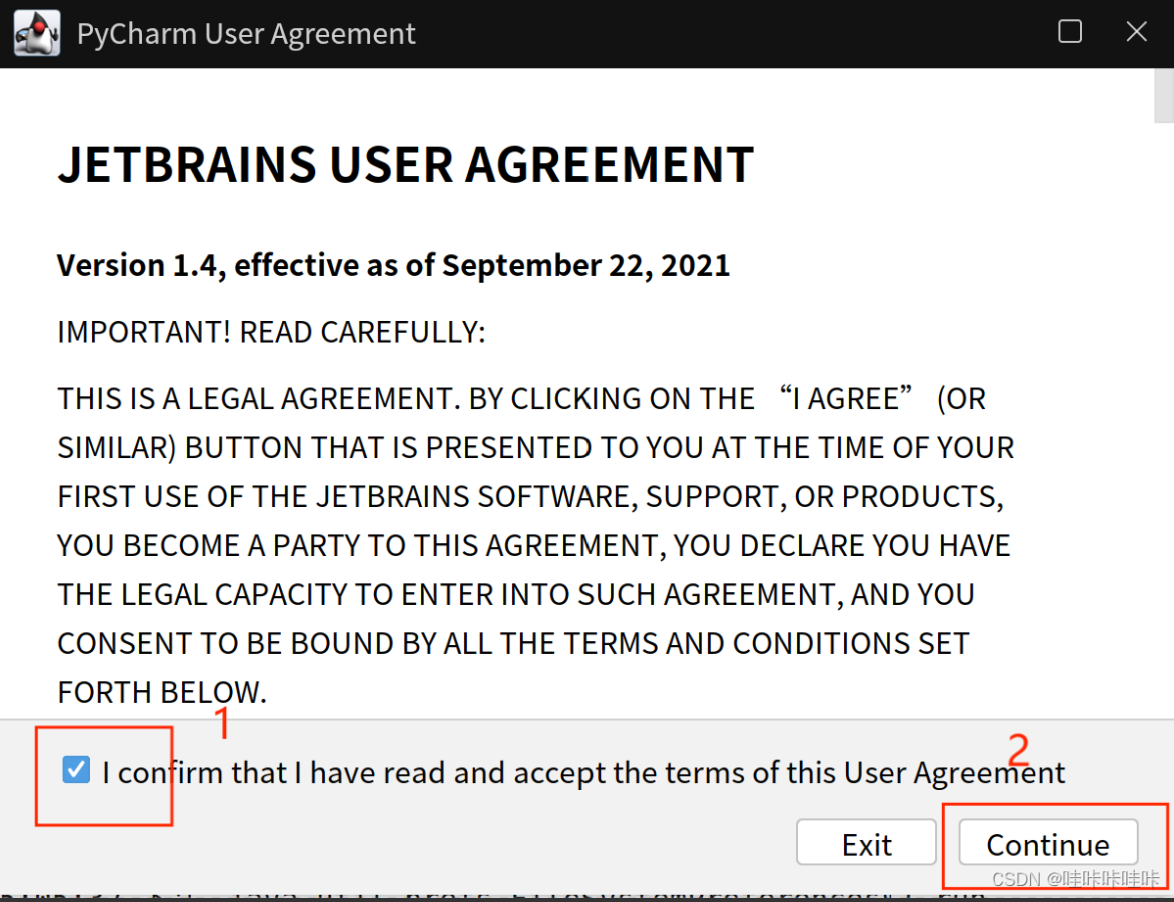 PyCharm User Agreement
JETBRAINS USER AGREEMENT
Version 1.4, effective as of September 22, 2021
IMPORTANT! READ CAREFULLY:
THIS IS A LEGAL AGREEMENT. BY CLICKING ON THE “I AGREE” (OR
SIMILAR) BUTTON THAT IS PRESENTED TO YOU AT THE TIME OF YOUR
FIRST USE OF THE JETBRAINS SOFTWARE, SUPPORT, OR PRODUCTS,
YOU BECOME A PARTY TO THIS AGREEMENT, YOU DECLARE YOU HAVE
THE LEGAL CAPACITY TO ENTER INTO SUCH AGREEMENT, AND YOU
CONSENT TO BE BOUND BY ALL THE TERMS AND CONDITIONS SET
FORTH BELOW.
1
2
I confirm that I have read and accept the terms of this User Agreement
Exit
Continue
CSDN @哇咔咔哇咔